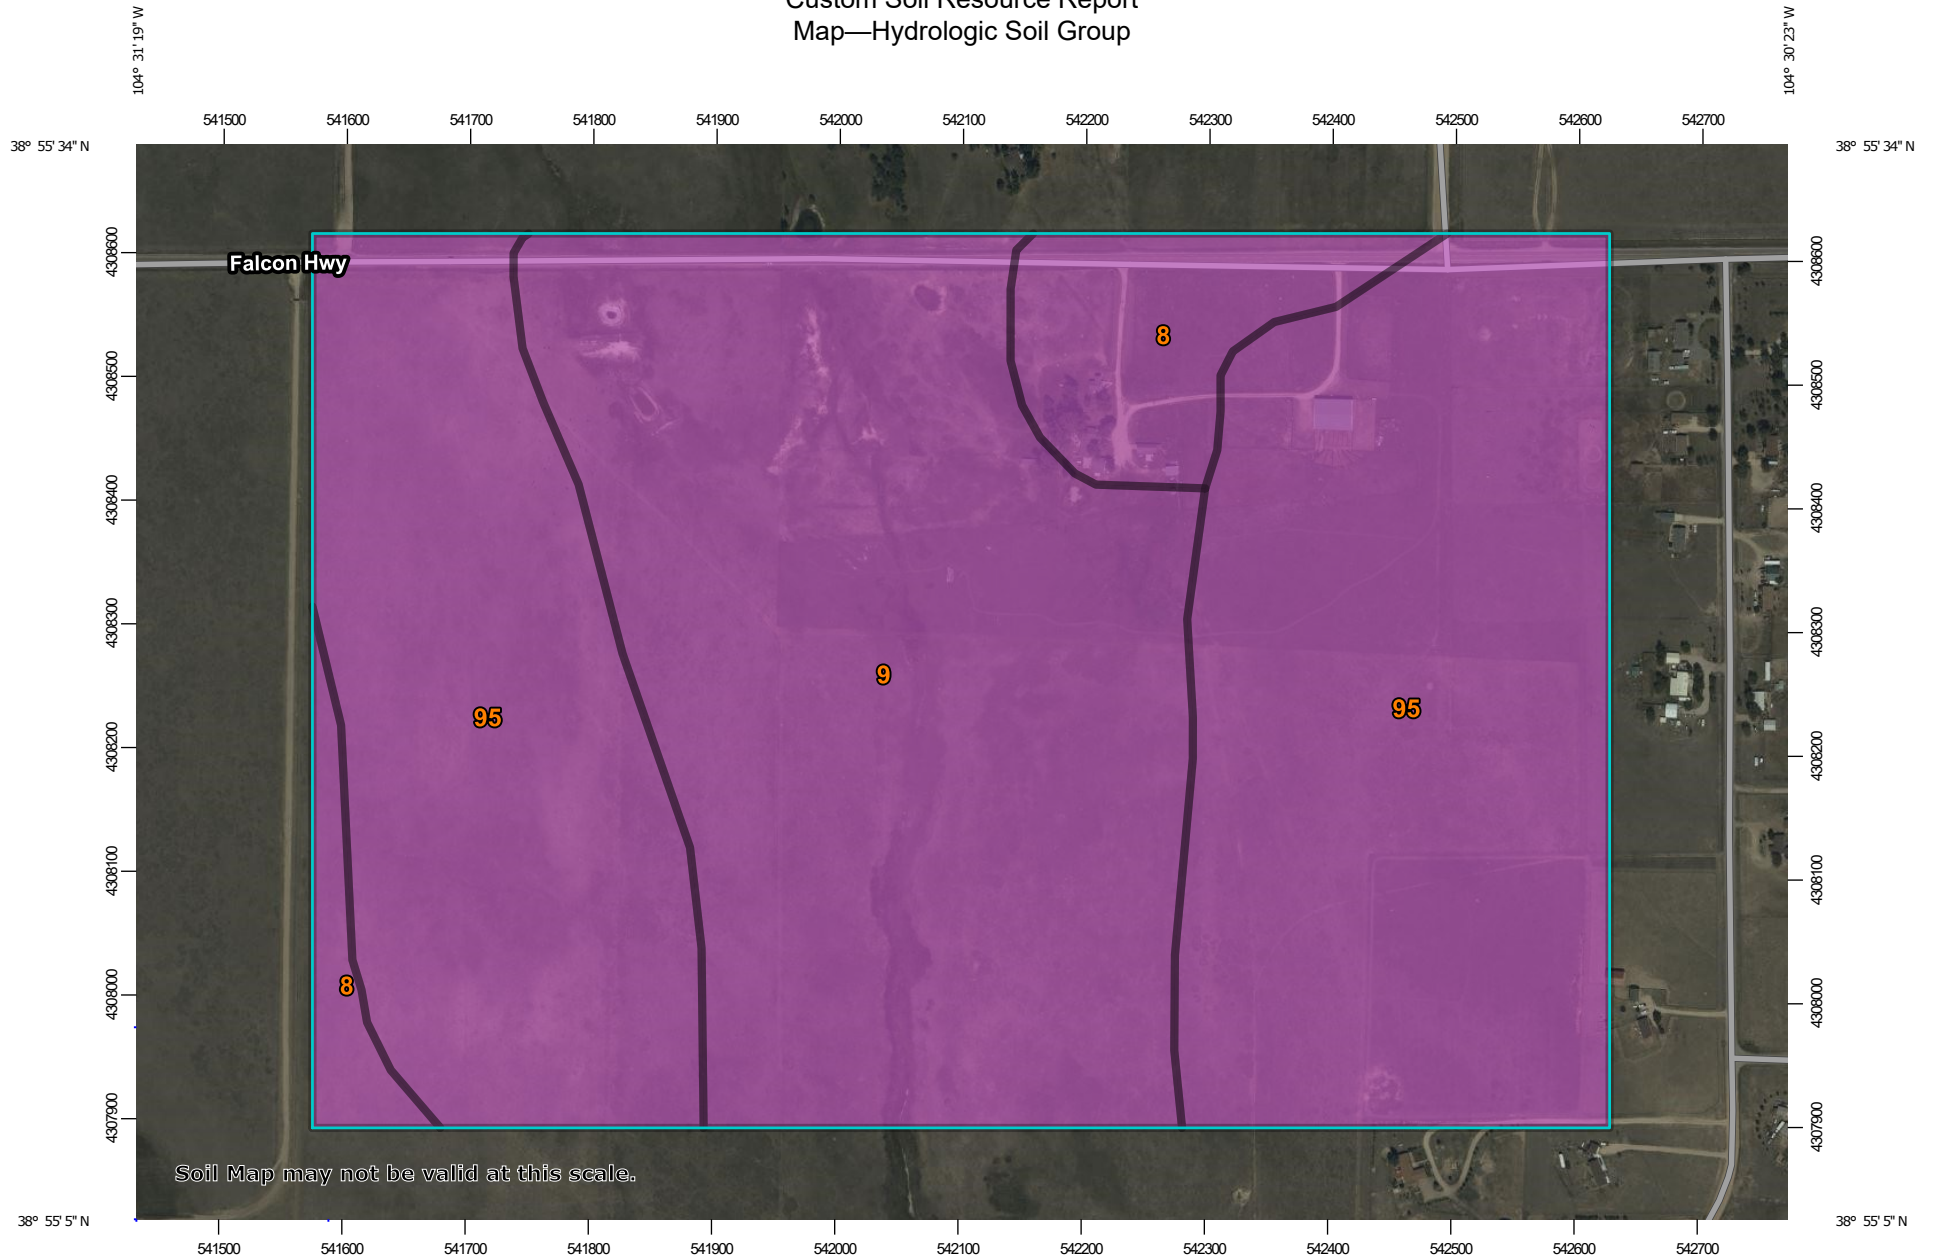 Custom Soil Resource Report
Map—Hydrologic Soil Group
104° 31' 19" W
104° 30' 23" W
541500 541600 541700 541800 541900 542000 542100 542200 542300 542400 542500 542600 542700
38° 55' 34" N
38° 55' 34" N
4308600
4308600
Falcon Hwy
8
4308500
4308500
4308400
4308400
4308300
4308300
9
95
95
4308200
4308200
4308100
4308100
8
4308000
4308000
4307900
4307900
Soil Map may not be valid at this scale.
38° 55' 5" N
38° 55' 5" N
541500 541600 541700 541800 541900 542000 542100 542200 542300 542400 542500 542600 542700